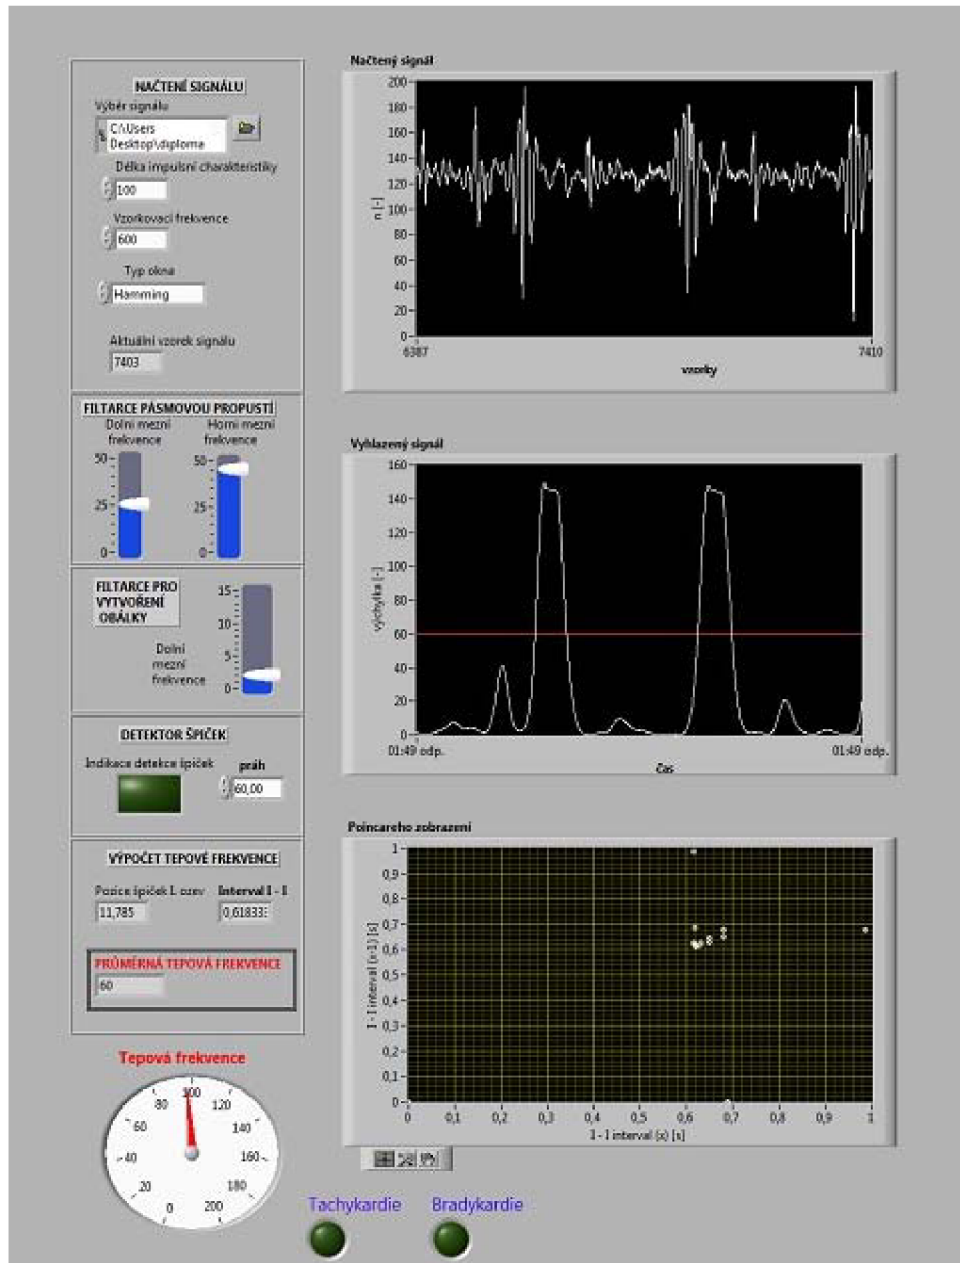 NAČTENÍ SIGNÁLU
Výběr signálu
C:\Users
Desktop\diploma
Délka impulsní charakteristiky
100
Vzorkovací frekvence
600
Typ okna
Hamming
Aktuální vzorek signálu
7403
FILTARCE PÁSMOVOU PROPUSTÍ
Dolní mezní
frekvence
50
25
0
Horní mezní
frekvence
50
25
0
FILTARCE PRO
VYTVOŘENÍ
OBÁLKY
Dolní
mezní
frekvence
15
10
5
0
DETEKTOR ŠPIČEK
Indikace detekce špiček
práh
60,00
VÝPOČET TEPOVÉ FREKVENCE
Pozice špiček I. ozev
11,785
Interval I - I
0,61833
PRŮMĚRNÁ TEPOVÁ FREKVENCE
60
Tepová frekvence
0
20
40
60
80
100
120
140
160
180
200
Načtený signál
n [-]
200
180
160
140
120
100
80
60
40
20
0
6387
7410
vzorky
Vyhlazený signál
výchylka [-]
160
140
120
100
80
60
40
20
0
01:49 odp.
01:49 odp.
čas
Poincareho zobrazení
I - I interval (x-1) [s]
1
0,9
0,8
0,7
0,6
0,5
0,4
0,3
0,2
0,1
0
0
0,1
0,2
0,3
0,4
0,5
0,6
0,7
0,8
0,9
1
I - I interval (x) [s]
Tachykardie
Bradykardie